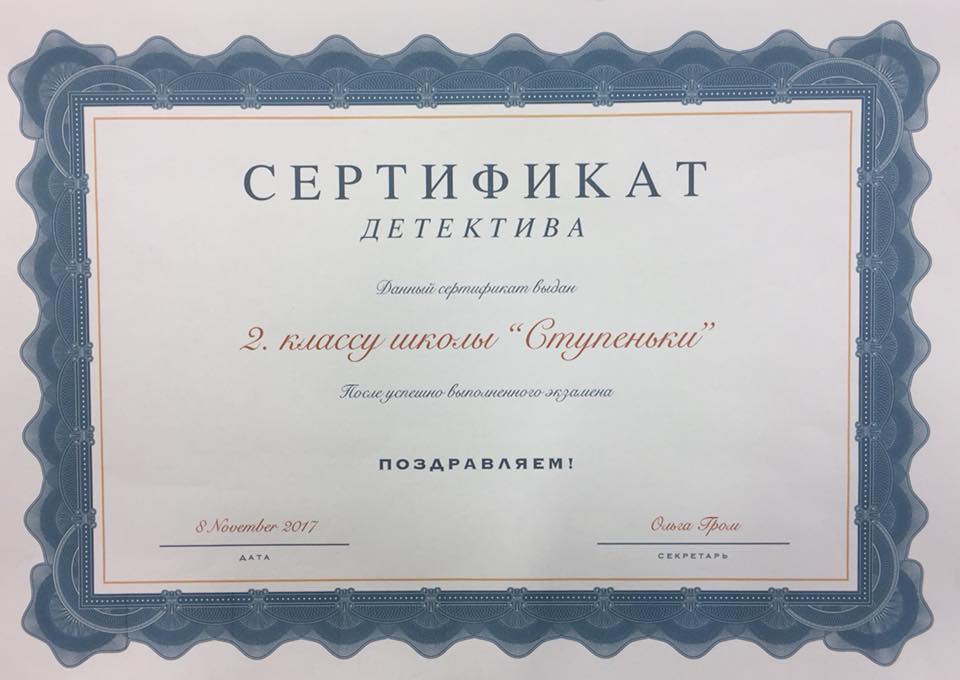 СЕРТИФИКАТ
ДЕТЕКТИВА
Данный сертификат выдан
2. классу школы “Ступеньки”
После успешно выполненного экзамена
ПОЗДРАВЛЯЕМ!
8 November 2017
ДАТА
Ольга Гром
СЕКРЕТАРЬ